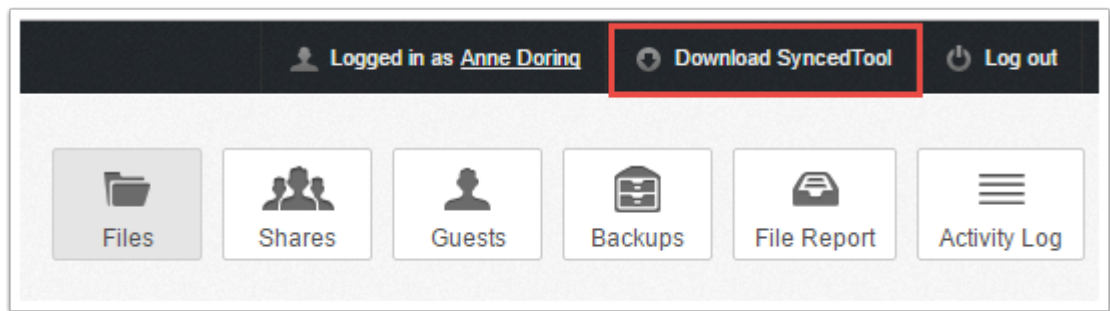 Logged in as Anne Doring Download SyncedTool Log out
Files Shares Guests Backups File Report Activity Log